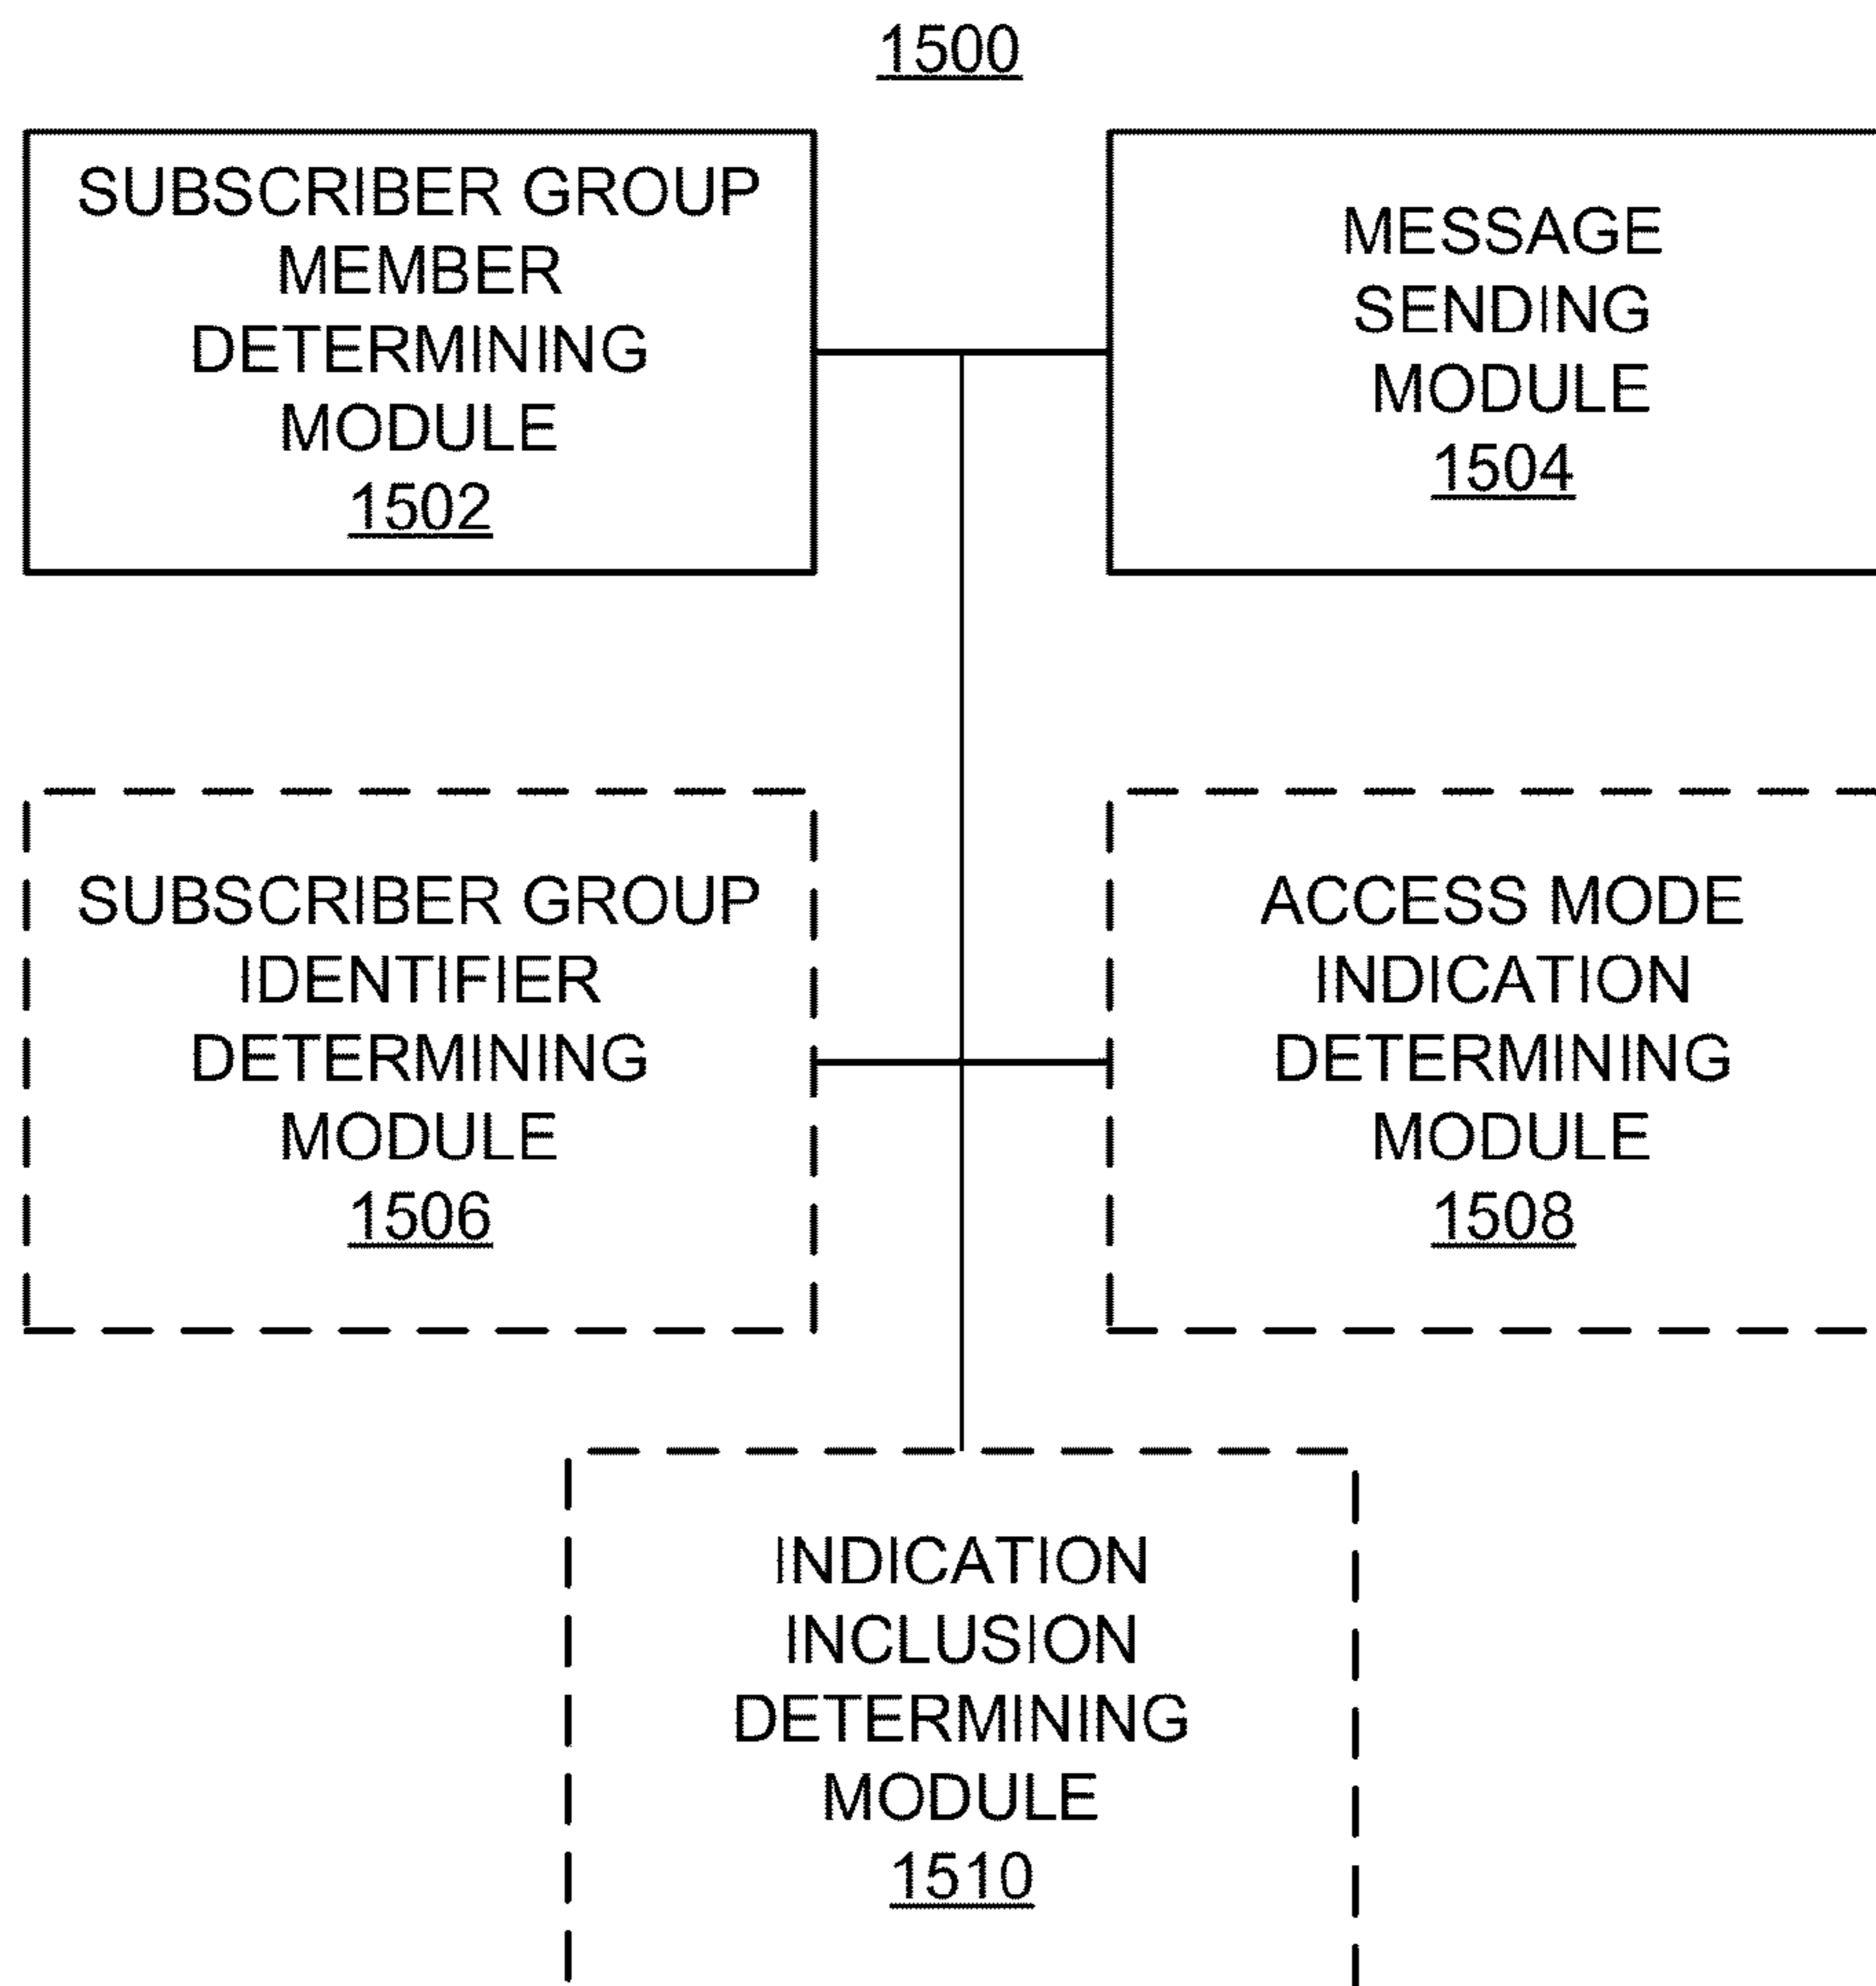 1500
SUBSCRIBER GROUP
MEMBER
DETERMINING
MODULE
1502
MESSAGE
SENDING
MODULE
1504
SUBSCRIBER GROUP
IDENTIFIER
DETERMINING
MODULE
1506
ACCESS MODE
INDICATION
DETERMINING
MODULE
1508
INDICATION
INCLUSION
DETERMINING
MODULE
1510